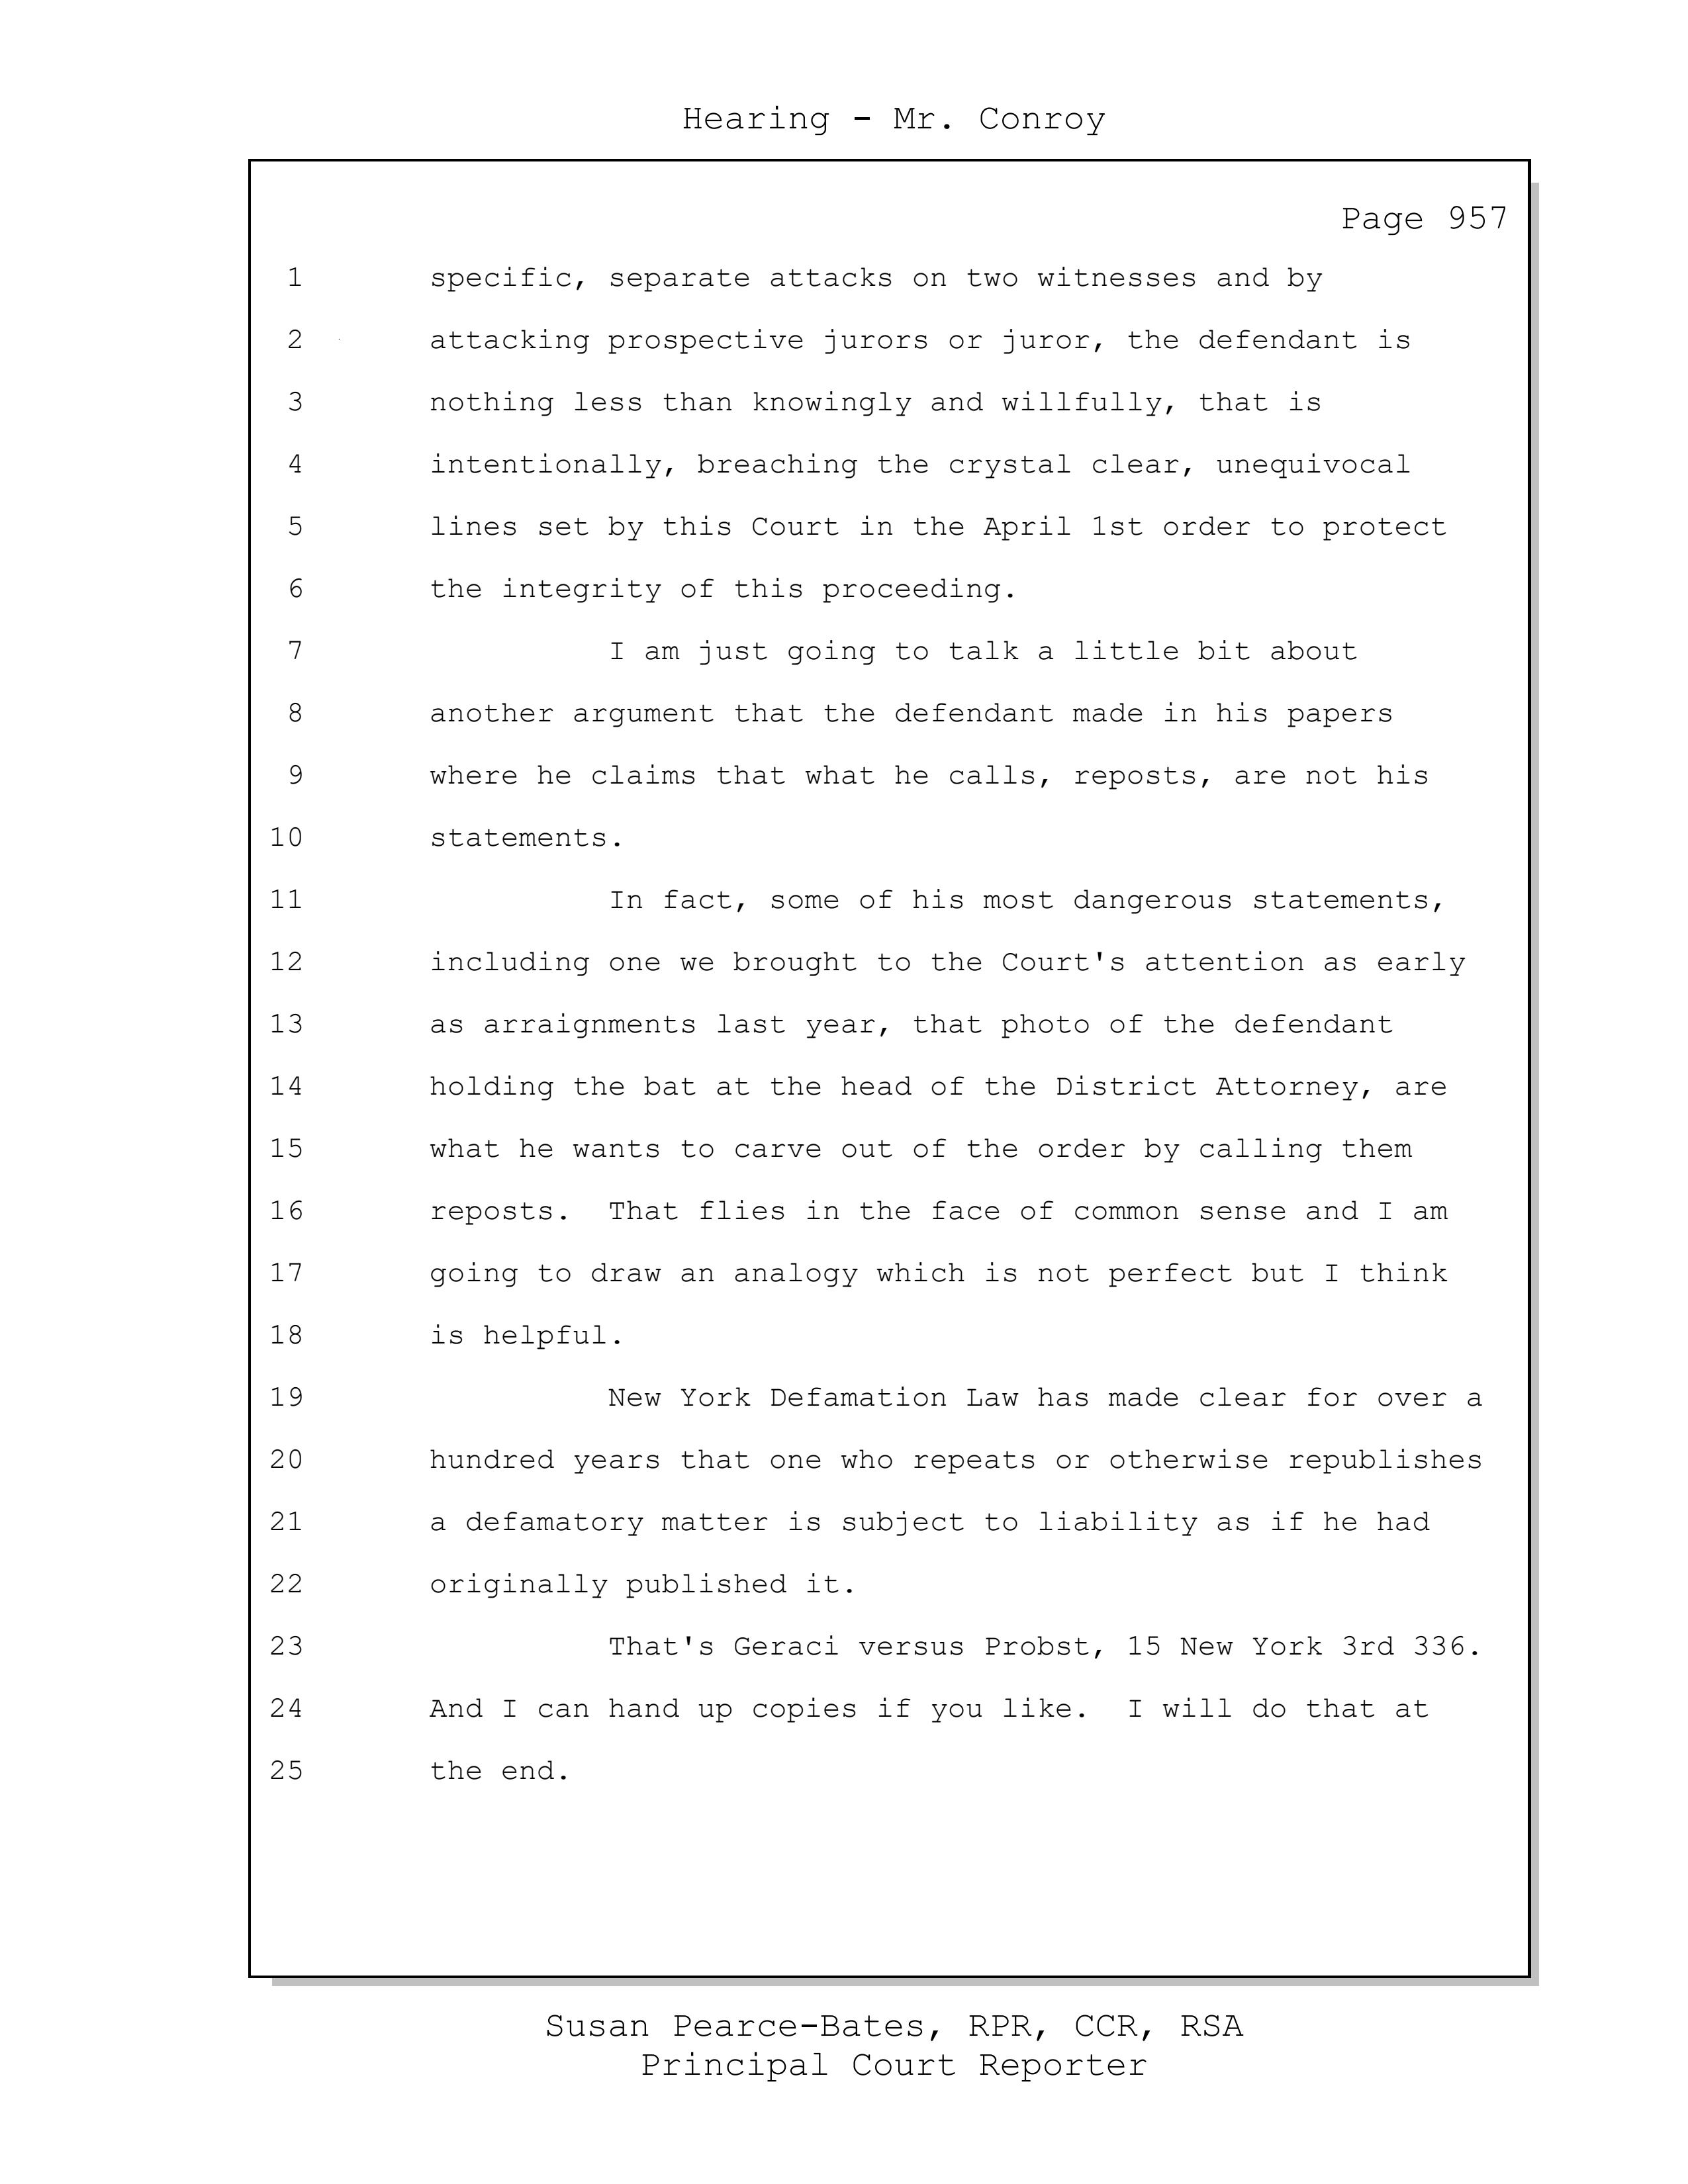 Hearing - Mr. Conroy
Page 957
1 specific, separate attacks on two witnesses and by
2 attacking prospective jurors or juror, the defendant is
3 nothing less than knowingly and willfully, that is
4 intentionally, breaching the crystal clear, unequivocal
5 lines set by this Court in the April 1st order to protect
6 the integrity of this proceeding.
7 I am just going to talk a little bit about
8 another argument that the defendant made in his papers
9 where he claims that what he calls, reposts, are not his
10 statements.
11 In fact, some of his most dangerous statements,
12 including one we brought to the Court's attention as early
13 as arraignments last year, that photo of the defendant
14 holding the bat at the head of the District Attorney, are
15 what he wants to carve out of the order by calling them
16 reposts.  That flies in the face of common sense and I am
17 going to draw an analogy which is not perfect but I think
18 is helpful.
19 New York Defamation Law has made clear for over a
20 hundred years that one who repeats or otherwise republishes
21 a defamatory matter is subject to liability as if he had
22 originally published it.
23 That's Geraci versus Probst, 15 New York 3rd 336.
24 And I can hand up copies if you like.  I will do that at
25 the end.
Susan Pearce-Bates, RPR, CCR, RSA
Principal Court Reporter